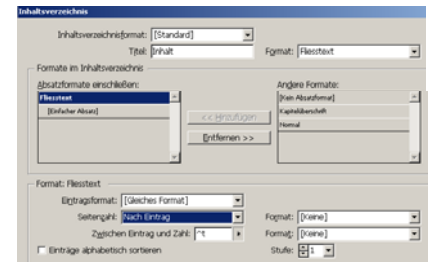 Inhaltsverzeichnis
Inhaltsverzeichnisformat: [Standard]
Titel: Inhalt Format: Fliesstext
Formate im Inhaltsverzeichnis
Absatzformate einschließen: Andere Formate:
Fliesstext [Kein Absatzformat]
[Einfacher Absatz] Kapitelüberschrift
<< Hinzufügen Normal
Entfernen >>
Format: Fliesstext
Eintragsformat: [Gleiches Format]
Seitenzahl: Nach Eintrag Format: [Keine]
Zwischen Eintrag und Zahl: ^t Format: [Keine]
Einträge alphabetisch sortieren Stufe: 1